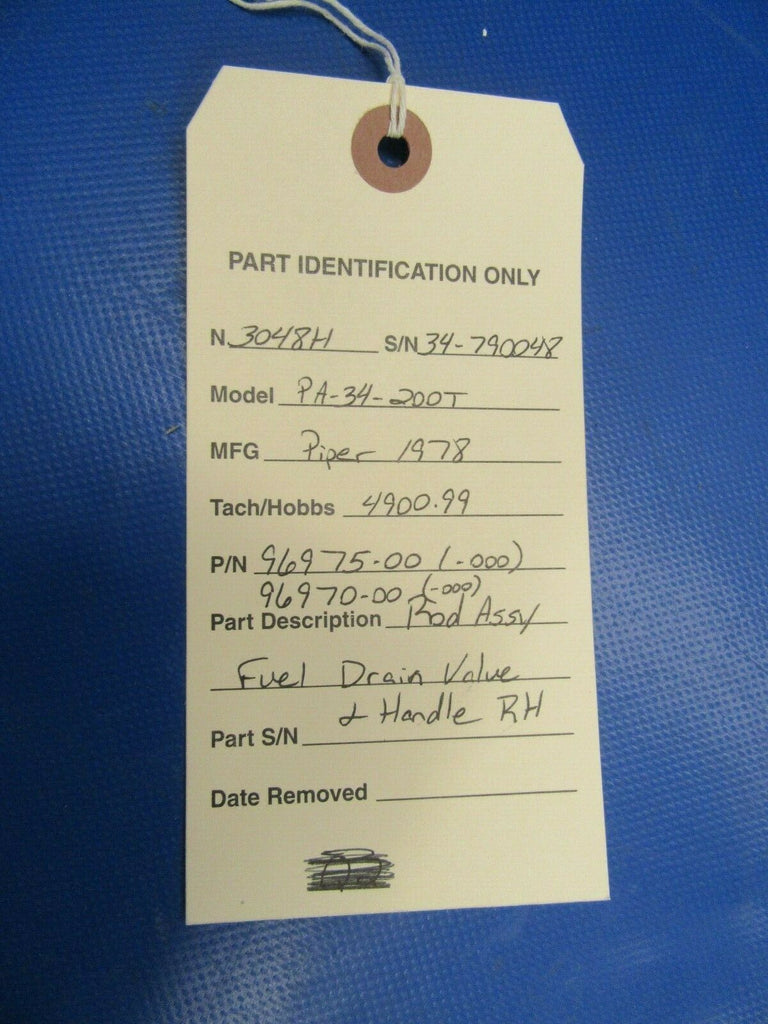 PART IDENTIFICATION ONLY
N 3048H S/N 34-790048
Model PA-34-200T
MFG Piper 1978
Tach/Hobbs 4900.99
P/N 96975-00 (-000)
96970-00 (-000)
Part Description Rod Assy
Fuel Drain Valve
& Handle RH
Part S/N
Date Removed